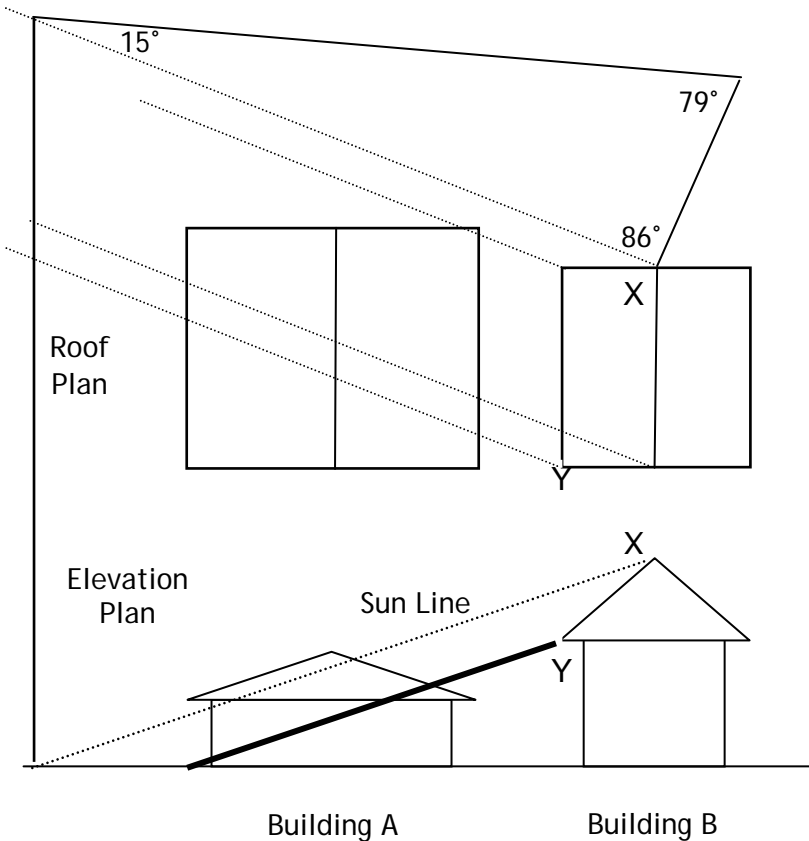 15°
79°
86°
X
Roof
Plan
Y
X
Elevation
Plan
Sun Line
Y
Building A
Building B